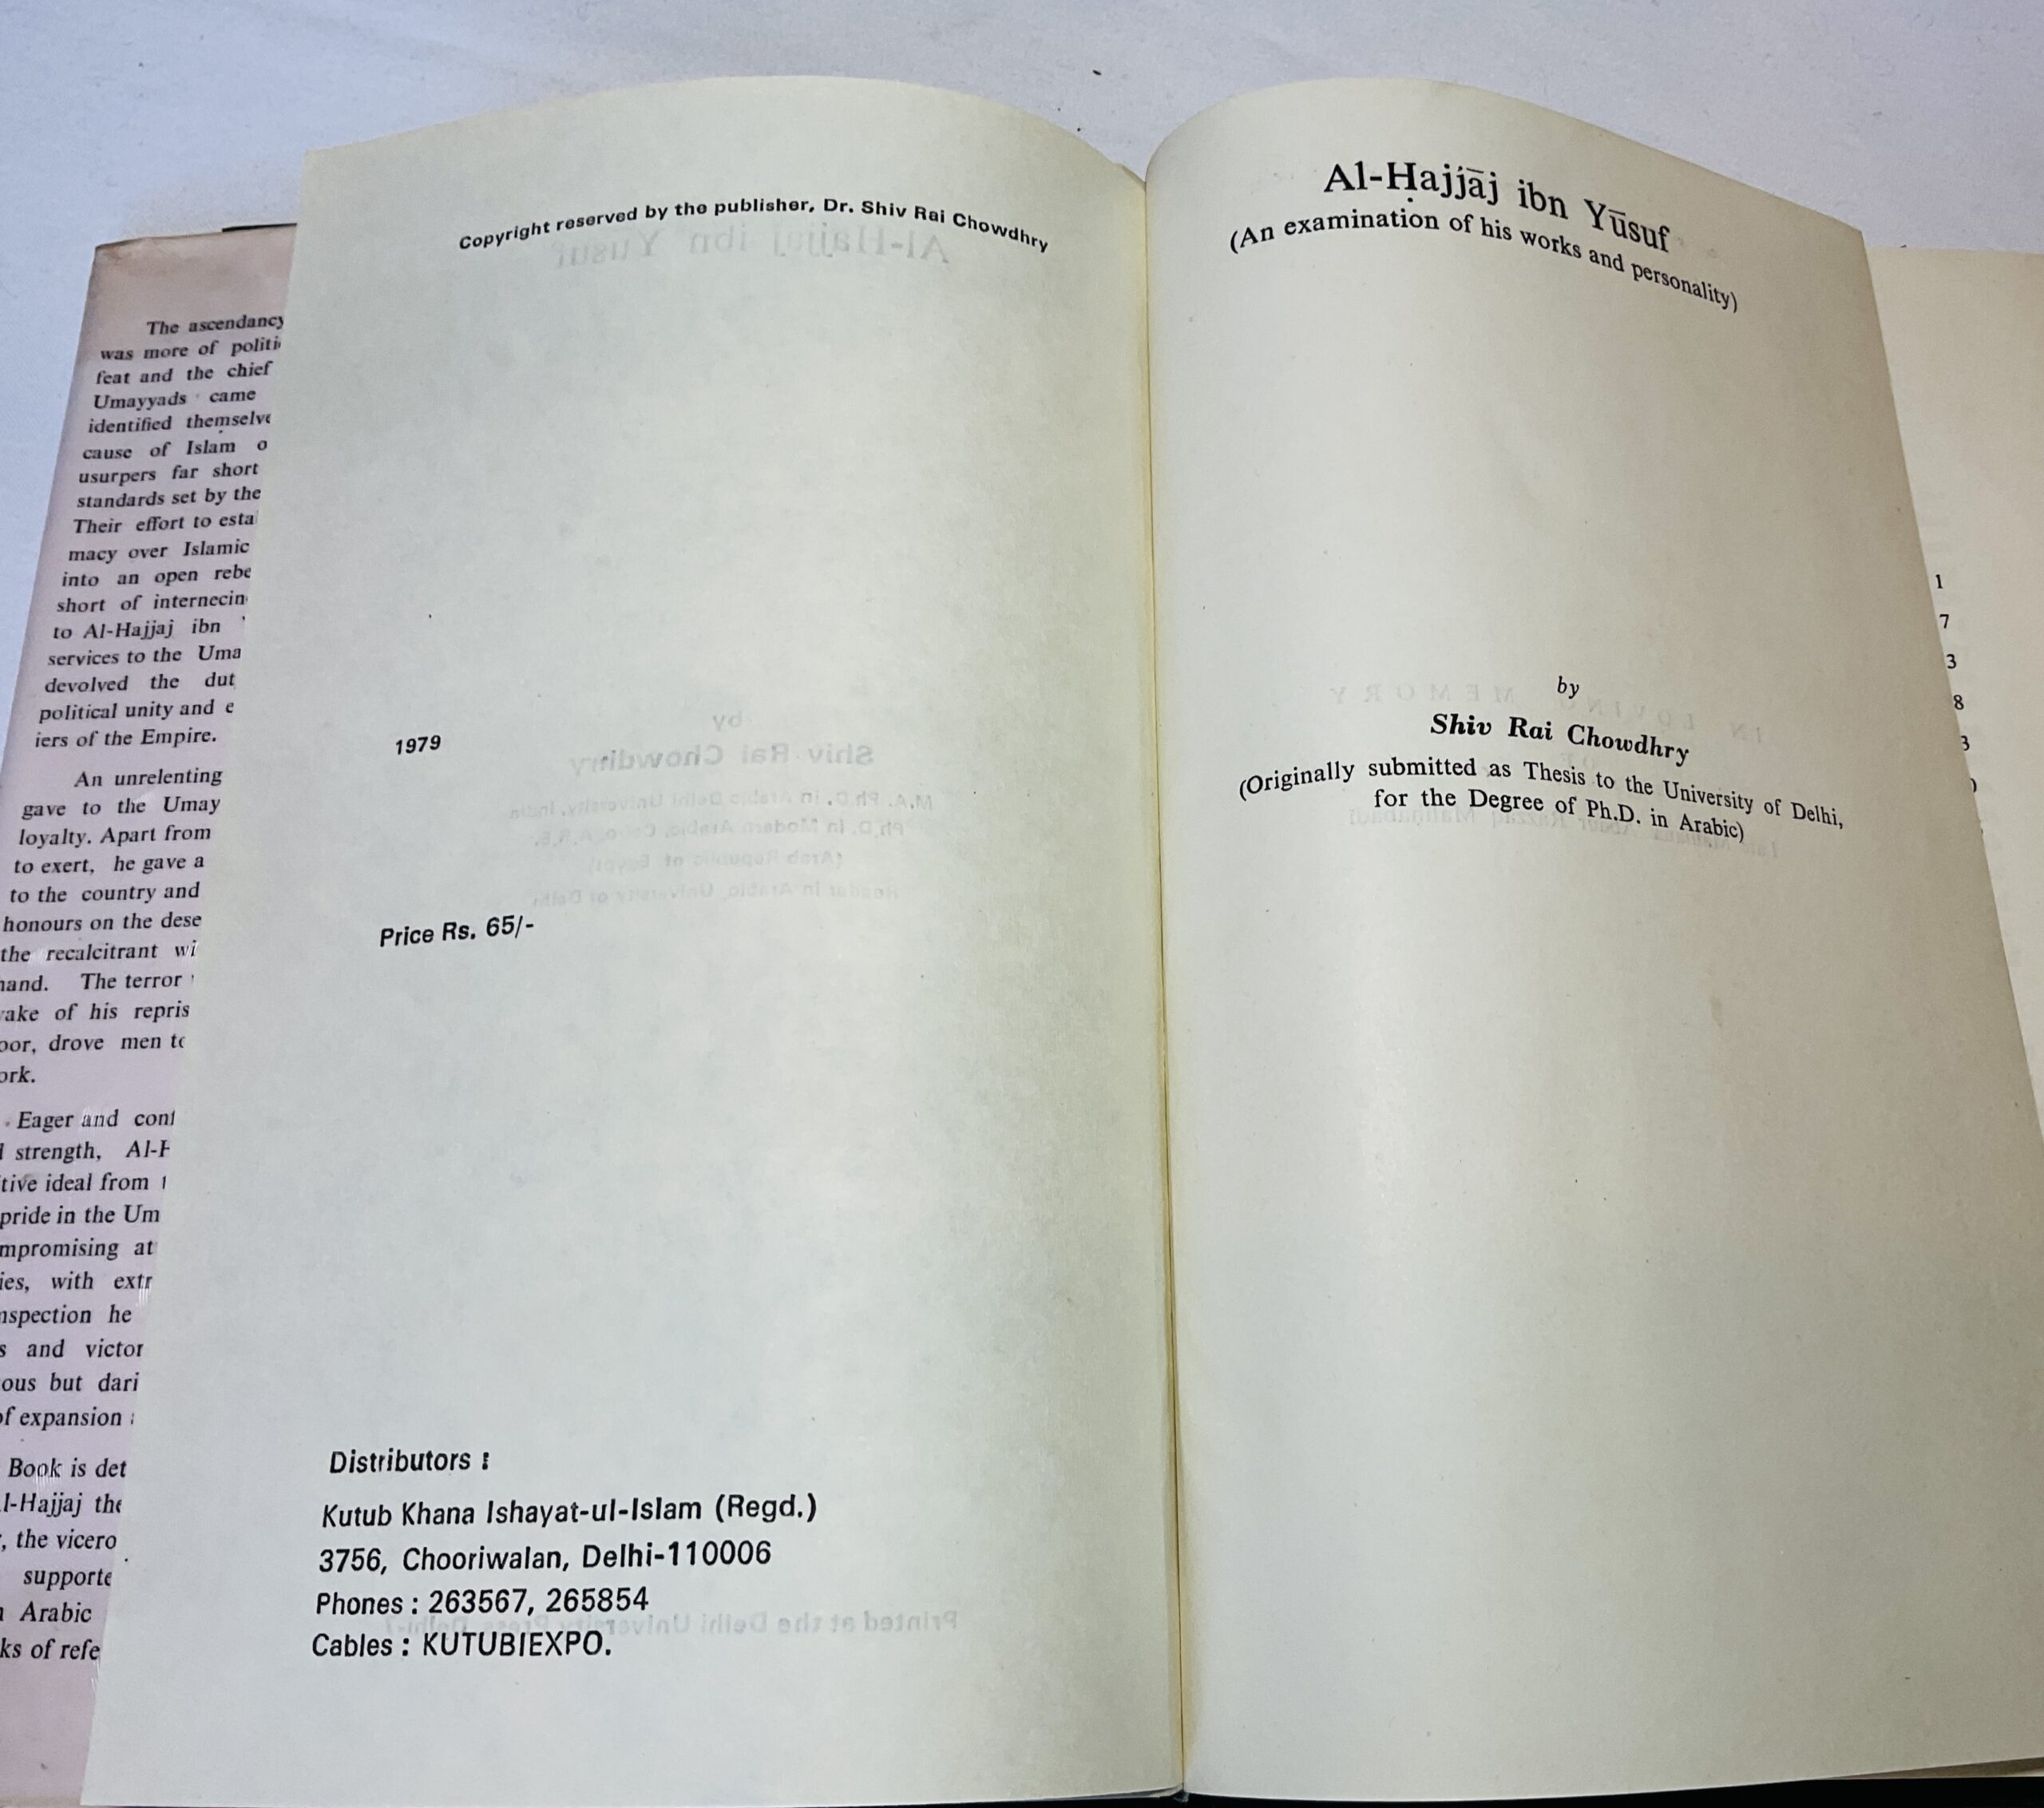 The ascendancy
was more of politi
feat and the chief
Umayyads came
identified themselve
cause of Islam o
usurpers far short
standards set by the
Their effort to esta
macy over Islamic
into an open rebe
short of internecin
to Al-Hajjaj ibn
services to the Uma
devolved the dut
political unity and e
iers of the Empire.
An unrelenting
gave to the Umay
loyalty. Apart from
to exert, he gave a
to the country and
honours on the dese
the recalcitrant wi
hand. The terror
wake of his repris
oor, drove men to
ork.
Eager and conf
strength, Al-H
tive ideal from
pride in the Um
mpromising at
ies, with extr
nspection he
s and victor
ous but dari
of expansion
Book is det
l-Hajjaj the
, the vicero
supporte
Arabic
ks of refe
Copyright reserved by the publisher, Dr. Shiv Rai Chowdhry
1979
Price Rs. 65/-
Distributors :
Kutub Khana Ishayat-ul-Islam (Regd.)
3756, Chooriwalan, Delhi-110006
Phones : 263567, 265854
Cables : KUTUBIEXPO.
Al-Ḥajjāj ibn Yūsuf
(An examination of his works and personality)
by
Shiv Rai Chowdhry
(Originally submitted as Thesis to the University of Delhi,
for the Degree of Ph.D. in Arabic)
1
7
3
8
3